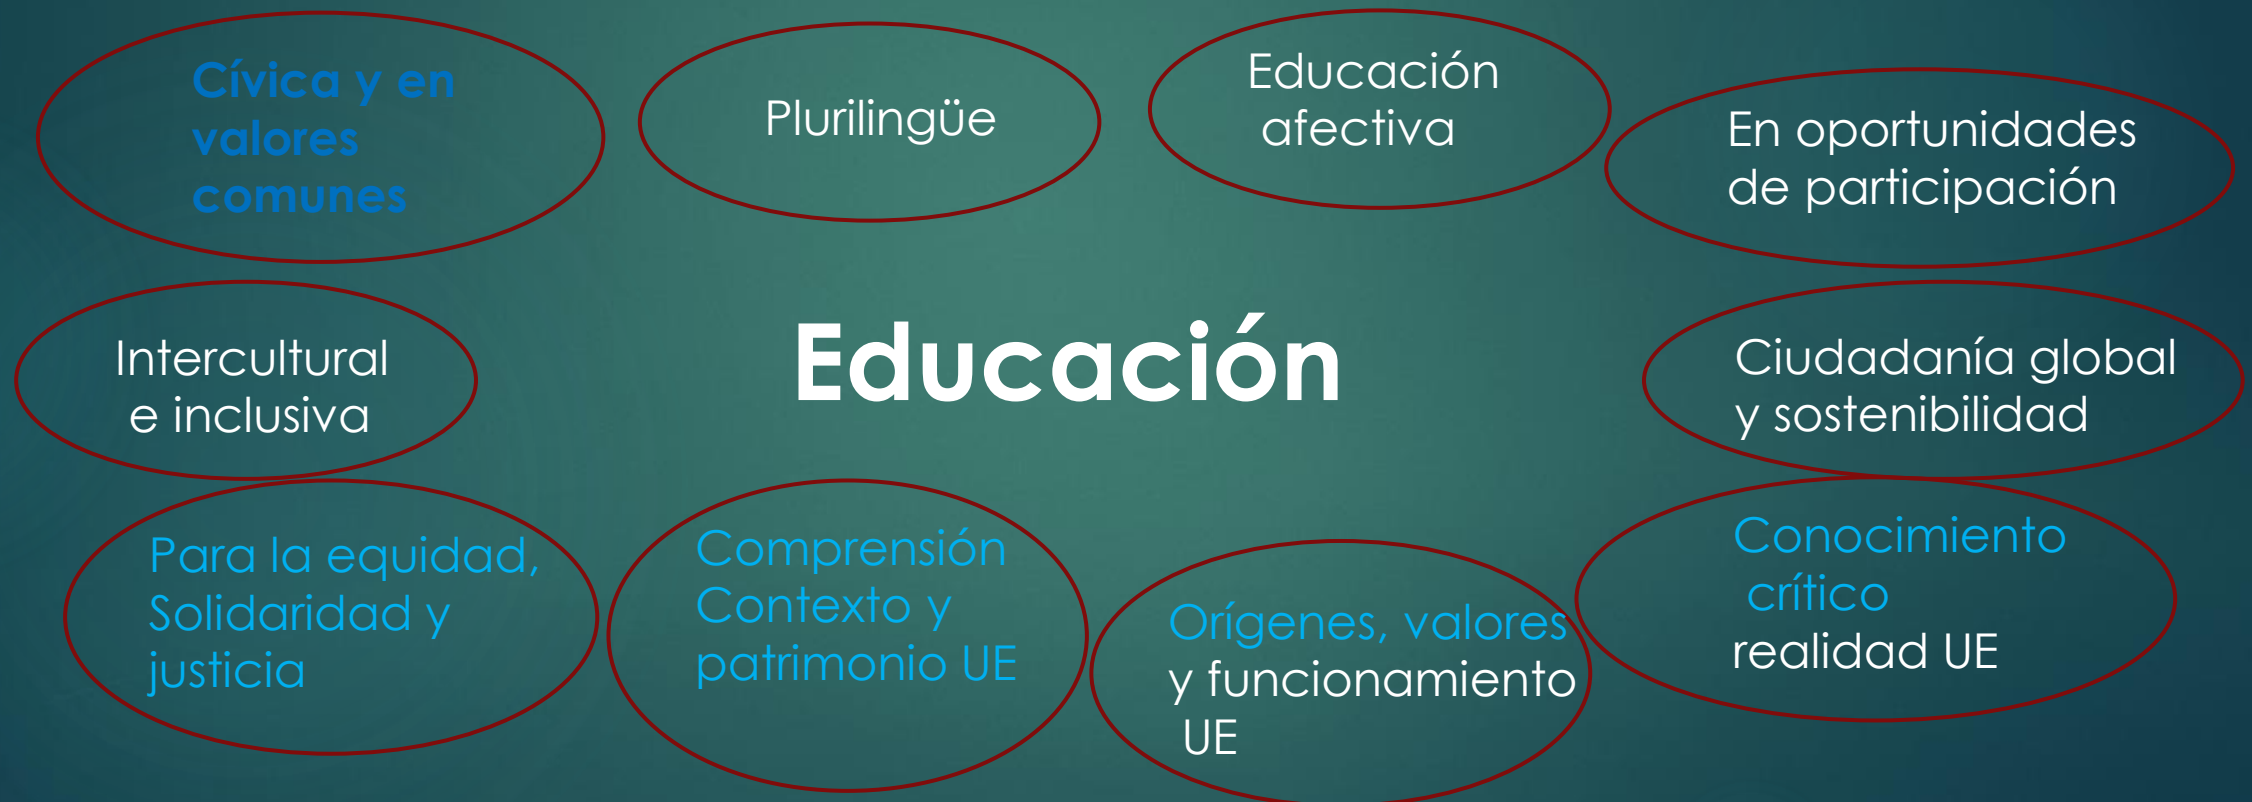 Cívica y en
valores
comunes
Plurilingüe
Educación
afectiva
En oportunidades
de participación
Intercultural
e inclusiva
Educación
Ciudadanía global
y sostenibilidad
Para la equidad,
Solidaridad y
justicia
Comprensión
Contexto y
patrimonio UE
Orígenes, valores
y funcionamiento
UE
Conocimiento
crítico
realidad UE